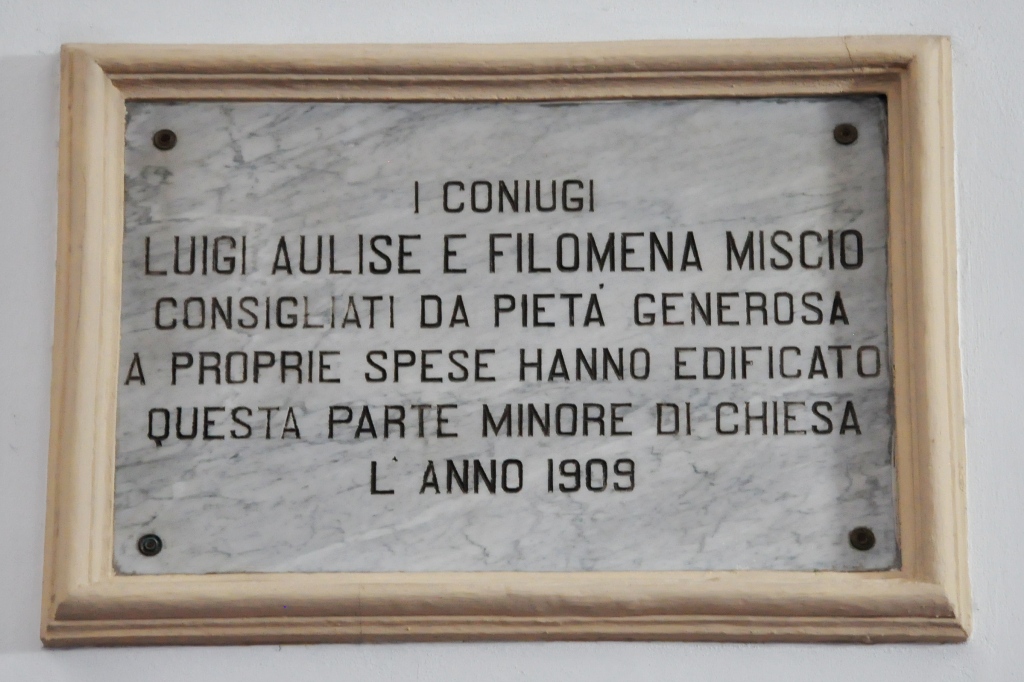 I CONIUGI
LUIGI AULISE E FILOMENA MISCIO
CONSIGLIATI DA PIETÁ GENEROSA
A PROPRIE SPESE HANNO EDIFICATO
QUESTA PARTE MINORE DI CHIESA
L'ANNO 1909